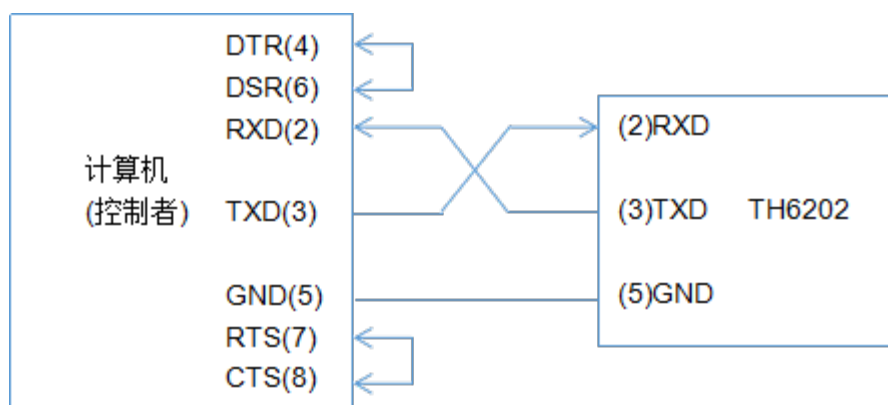 DTR(4)
DSR(6)
RXD(2)
(2)RXD
计算机
(控制者)
TXD(3)
(3)TXD
TH6202
GND(5)
(5)GND
RTS(7)
CTS(8)